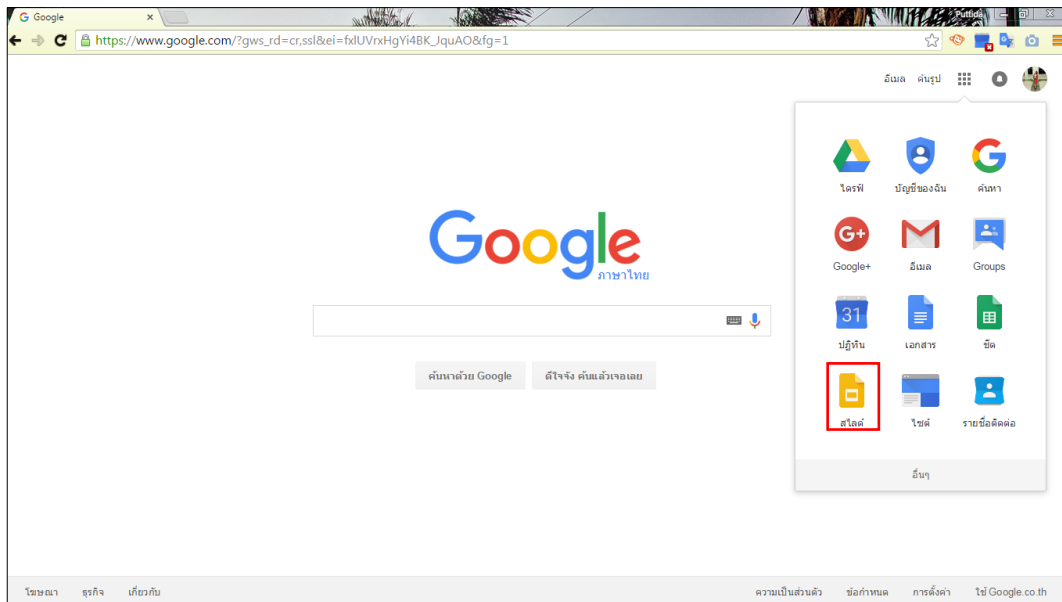 G Google
Puttida
https://www.google.com/?gws_rd=cr,ssl&ei=fxlUVrxHgYi4BK_JquAO&fg=1
อีเมล ค้นรูป
ไดรฟ์ บัญชีของฉัน ค้นหา
G+
Google+ อีเมล Groups
31
ปฏิทิน เอกสาร ชีต
สไลด์ ไซต์ รายชื่อติดต่อ
อื่นๆ
Google
ภาษาไทย
ค้นหาด้วย Google ดีใจจัง ค้นแล้วเจอเลย
โฆษณา ธุรกิจ เกี่ยวกับ ความเป็นส่วนตัว ข้อกำหนด การตั้งค่า ใช้ Google.co.th